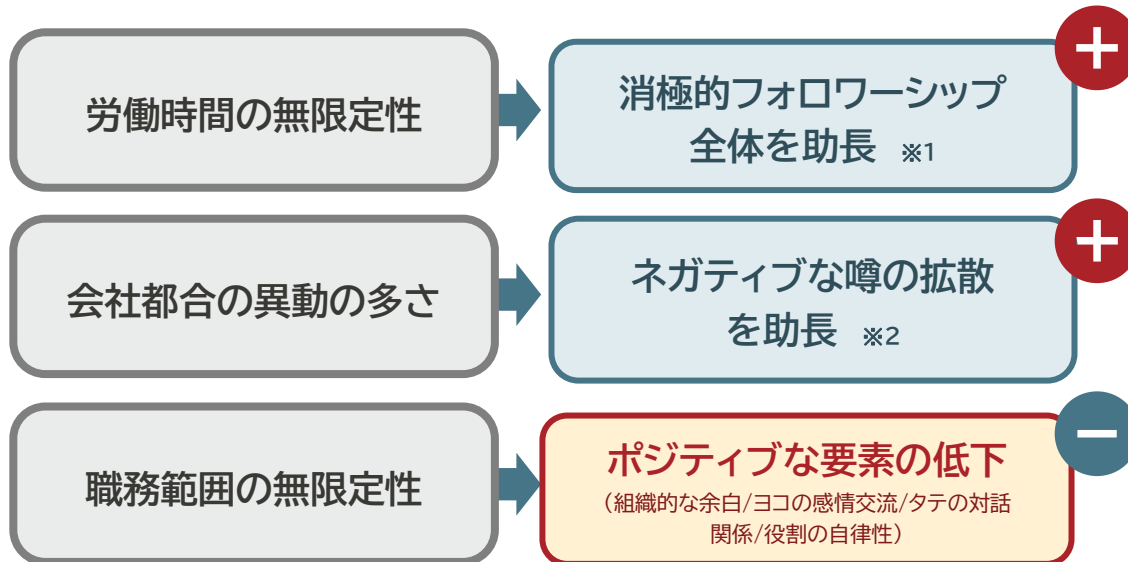 労働時間の無限定性
消極的フォロワーシップ
全体を助長 ※1
+
会社都合の異動の多さ
ネガティブな噂の拡散
を助長 ※2
+
職務範囲の無限定性
ポジティブな要素の低下
（組織的な余白/ヨコの感情交流/タテの対話
関係/役割の自律性）
−